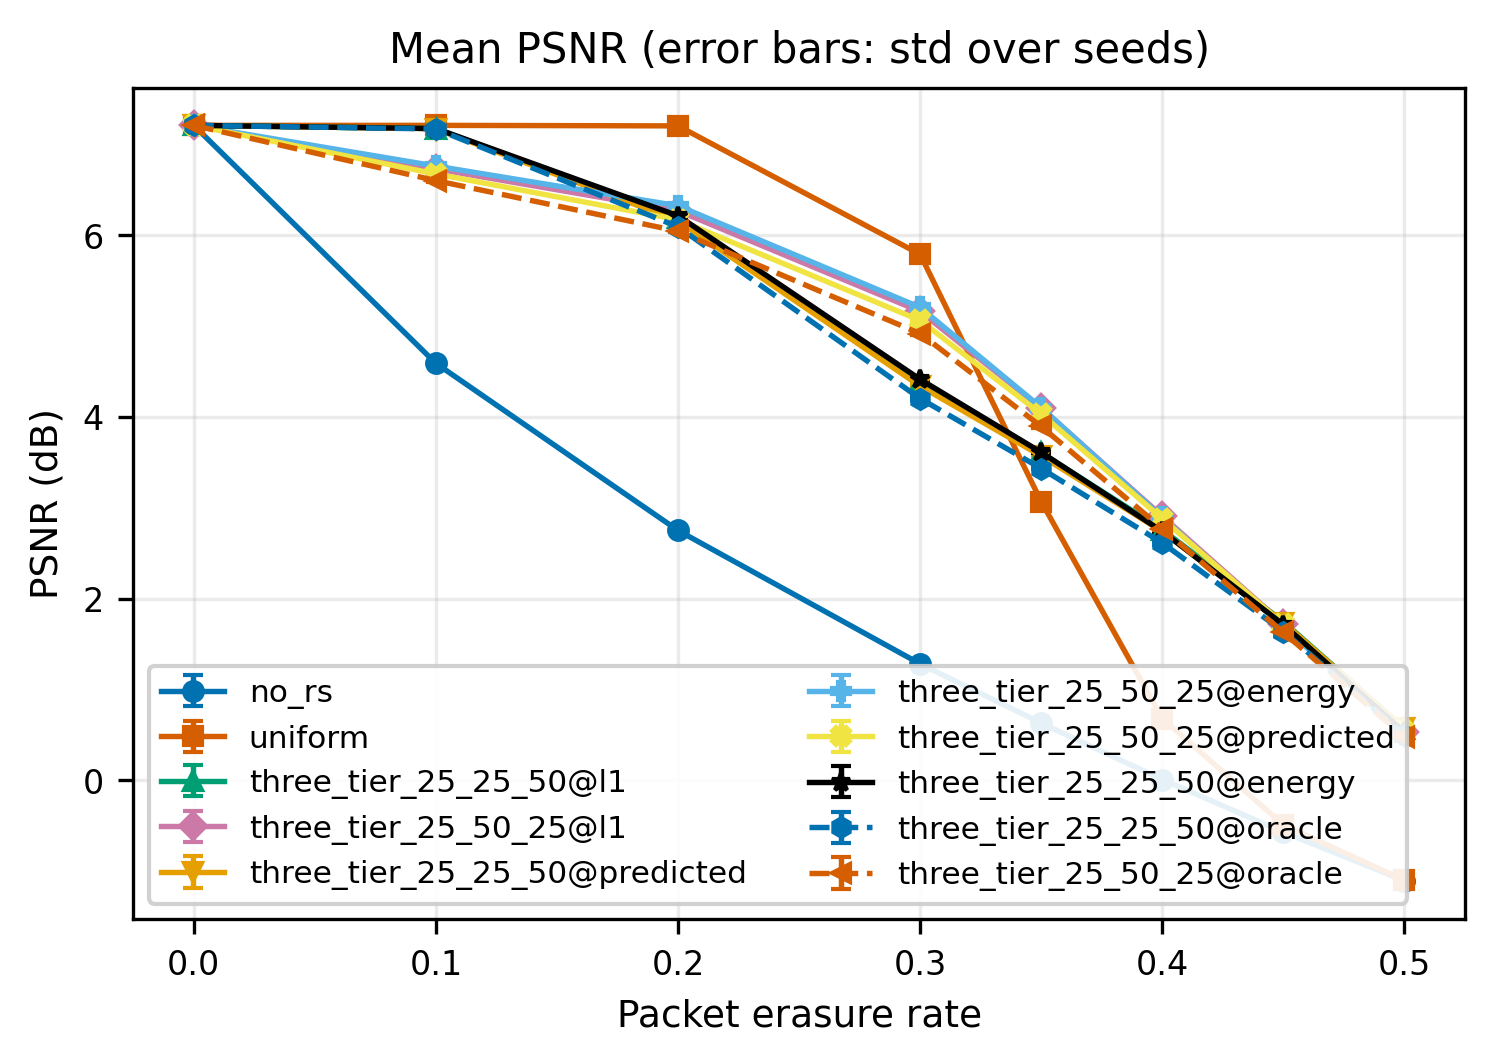 Mean PSNR (error bars: std over seeds)
PSNR (dB)
6
4
2
0
no_rs
uniform
three_tier_25_25_50@l1
three_tier_25_50_25@l1
three_tier_25_25_50@predicted
three_tier_25_50_25@energy
three_tier_25_50_25@predicted
three_tier_25_25_50@energy
three_tier_25_25_50@oracle
three_tier_25_50_25@oracle
0.0 0.1 0.2 0.3 0.4 0.5
Packet erasure rate